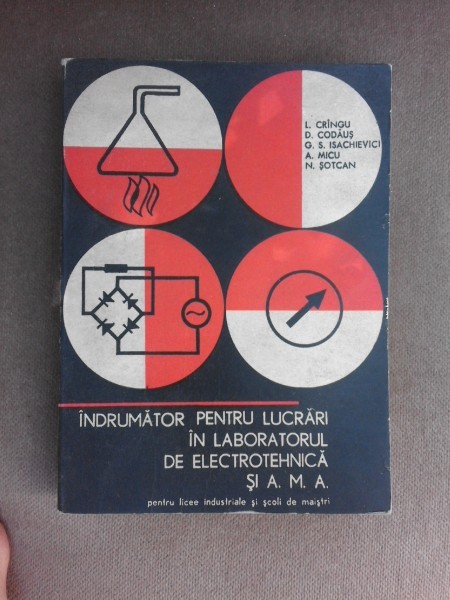 L. CRÎNGU
D. CODĂUȘ
G. S. ISACHIEVICI
A. MICU
N. ȘOTCAN
ÎNDRUMĂTOR PENTRU LUCRĂRI
ÎN LABORATORUL
DE ELECTROTEHNICĂ
ȘI A. M. A.
pentru licee industriale și școli de maiștri